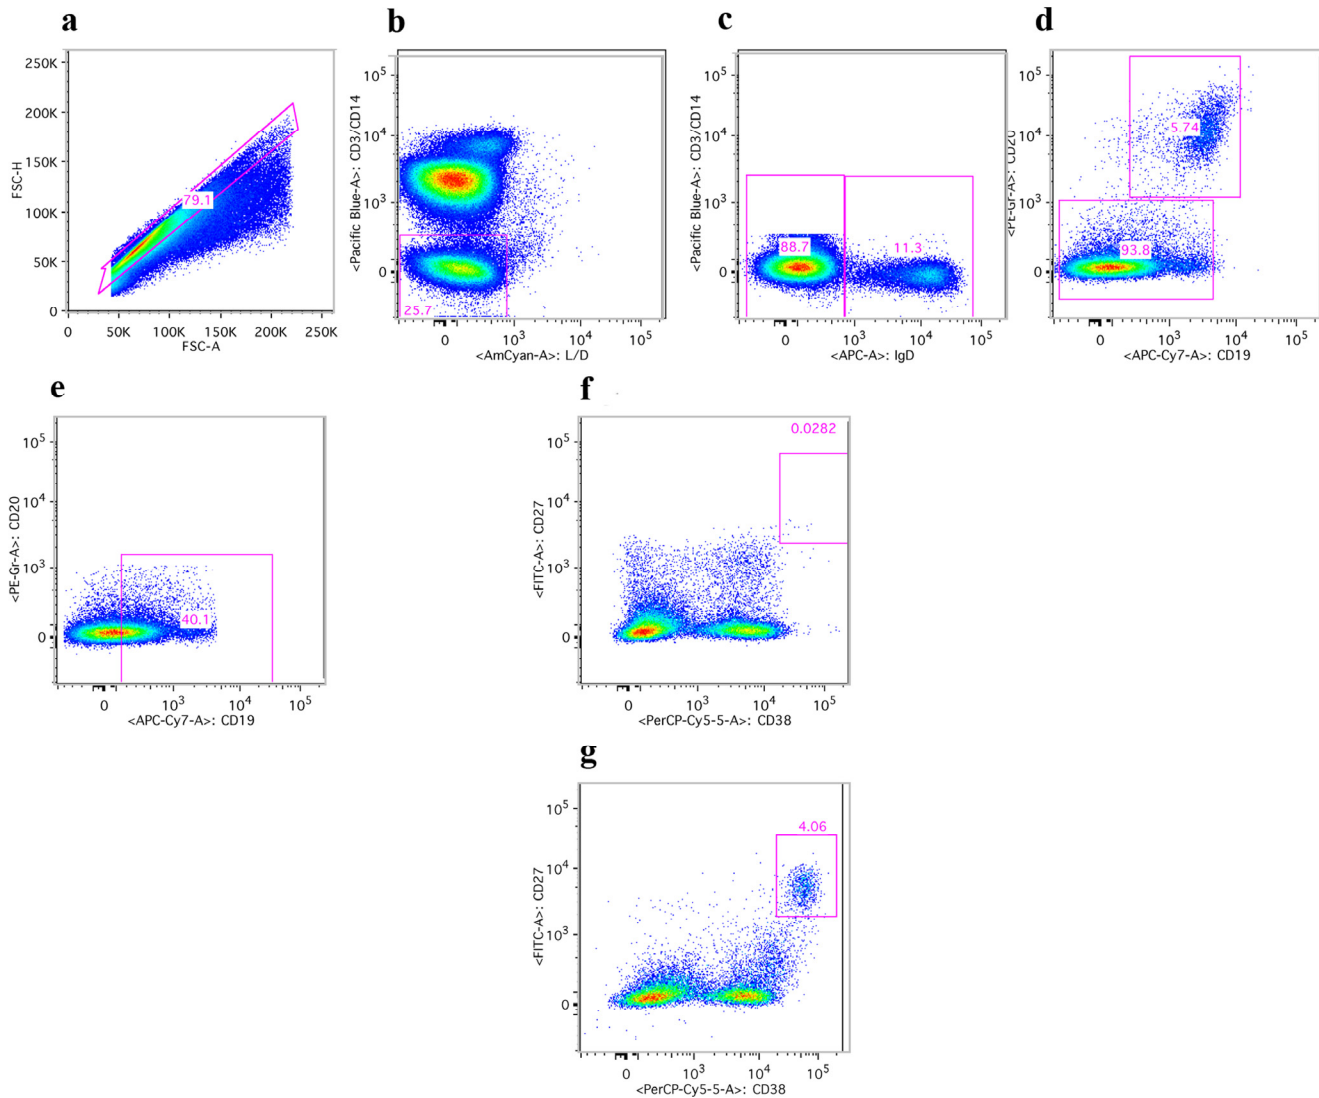 a
250K
200K
150K
100K
50K
0
FSC-H
79.1
0 50K 100K 150K 200K 250K
FSC-A
b
10^5
10^4
10^3
0
<Pacific Blue-A>: CD3/CD14
25.7
0 10^3 10^4 10^5
<AmCyan-A>: L/D
c
10^5
10^4
10^3
0
<Pacific Blue-A>: CD3/CD14
88.7
11.3
0 10^3 10^4 10^5
<APC-A>: IgD
d
10^5
10^4
10^3
0
<PE-Gr-A>: CD20
5.74
93.8
0 10^3 10^4 10^5
<APC-Cy7-A>: CD19
e
10^5
10^4
10^3
0
<PE-Gr-A>: CD20
40.1
0 10^3 10^4 10^5
<APC-Cy7-A>: CD19
f
0.0282
10^5
10^4
10^3
0
<FITC-A>: CD27
0 10^3 10^4 10^5
<PerCP-Cy5-5-A>: CD38
g
4.06
10^5
10^4
10^3
0
<FITC-A>: CD27
0 10^3 10^4 10^5
<PerCP-Cy5-5-A>: CD38